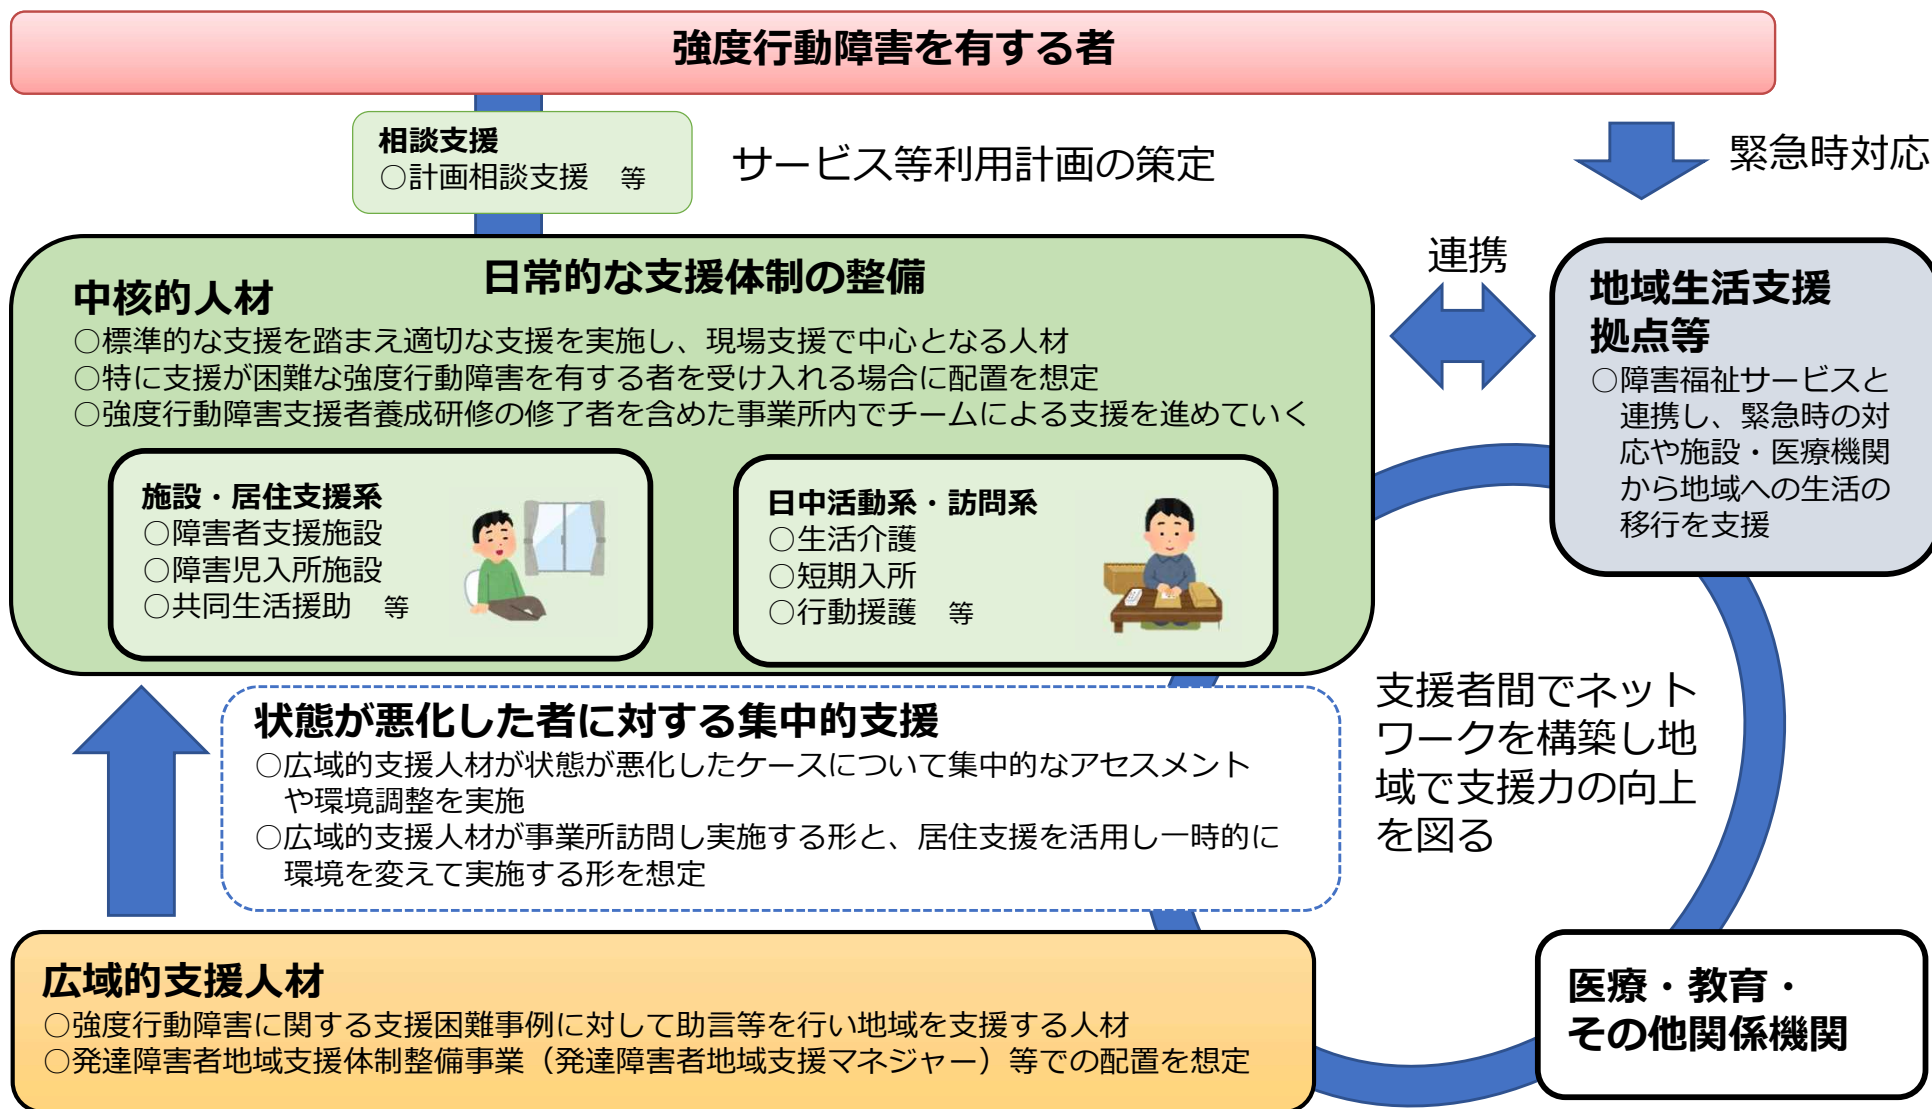 強度行動障害を有する者
相談支援
○計画相談支援　等
サービス等利用計画の策定
緊急時対応
日常的な支援体制の整備
中核的人材
○標準的な支援を踏まえ適切な支援を実施し、現場支援で中心となる人材
○特に支援が困難な強度行動障害を有する者を受け入れる場合に配置を想定
○強度行動障害支援者養成研修の修了者を含めた事業所内でチームによる支援を進めていく
施設・居住支援系
○障害者支援施設
○障害児入所施設
○共同生活援助　等
日中活動系・訪問系
○生活介護
○短期入所
○行動援護　等
連携
地域生活支援
拠点等
○障害福祉サービスと
連携し、緊急時の対
応や施設・医療機関
から地域への生活の
移行を支援
状態が悪化した者に対する集中的支援
○広域的支援人材が状態が悪化したケースについて集中的なアセスメント
や環境調整を実施
○広域的支援人材が事業所訪問し実施する形と、居住支援を活用し一時的に
環境を変えて実施する形を想定
支援者間でネット
ワークを構築し地
域で支援力の向上
を図る
広域的支援人材
○強度行動障害に関する支援困難事例に対して助言等を行い地域を支援する人材
○発達障害者地域支援体制整備事業（発達障害者地域支援マネジャー）等での配置を想定
医療・教育・
その他関係機関